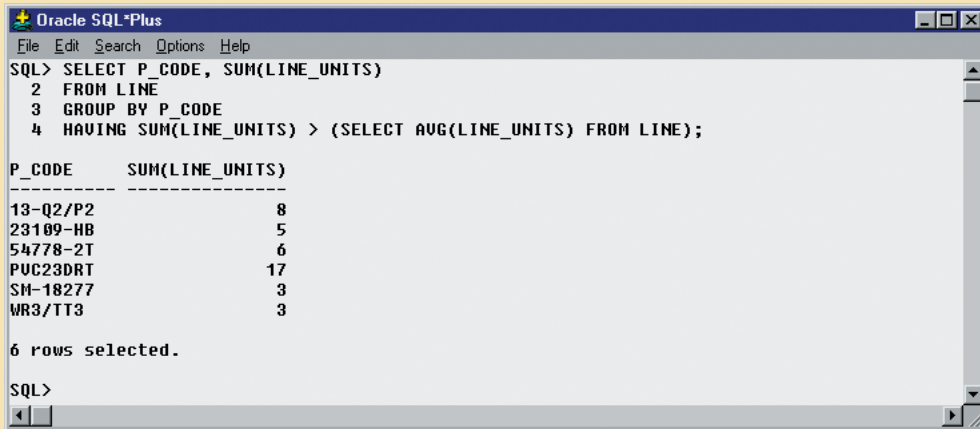 Oracle SQL*Plus
File Edit Search Options Help
SQL> SELECT P_CODE, SUM(LINE_UNITS)
  2  FROM LINE
  3  GROUP BY P_CODE
  4  HAVING SUM(LINE_UNITS) > (SELECT AVG(LINE_UNITS) FROM LINE);
P_CODE     SUM(LINE_UNITS)
---------- ---------------
13-Q2/P2                 8
23109-HB                 5
54778-2T                 6
PVC23DRT                17
SM-18277                 3
WR3/TT3                  3
6 rows selected.
SQL>